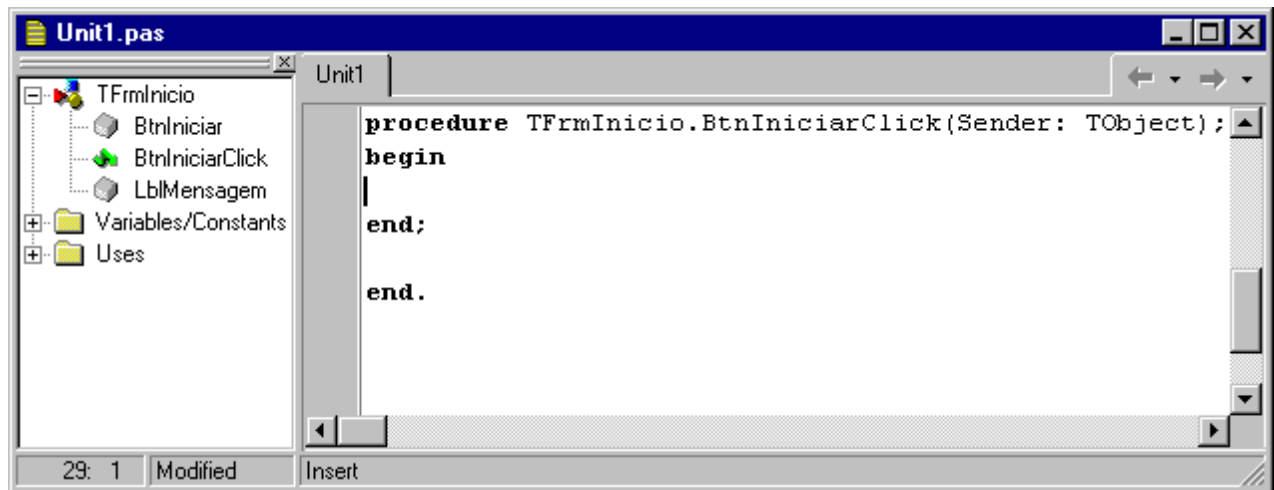 Unit1.pas
TFrmInicio
BtnIniciar
BtnIniciarClick
LblMensagem
Variables/Constants
Uses
Unit1
procedure TFrmInicio.BtnIniciarClick(Sender: TObject);
begin
end;
end.
29: 1 Modified Insert